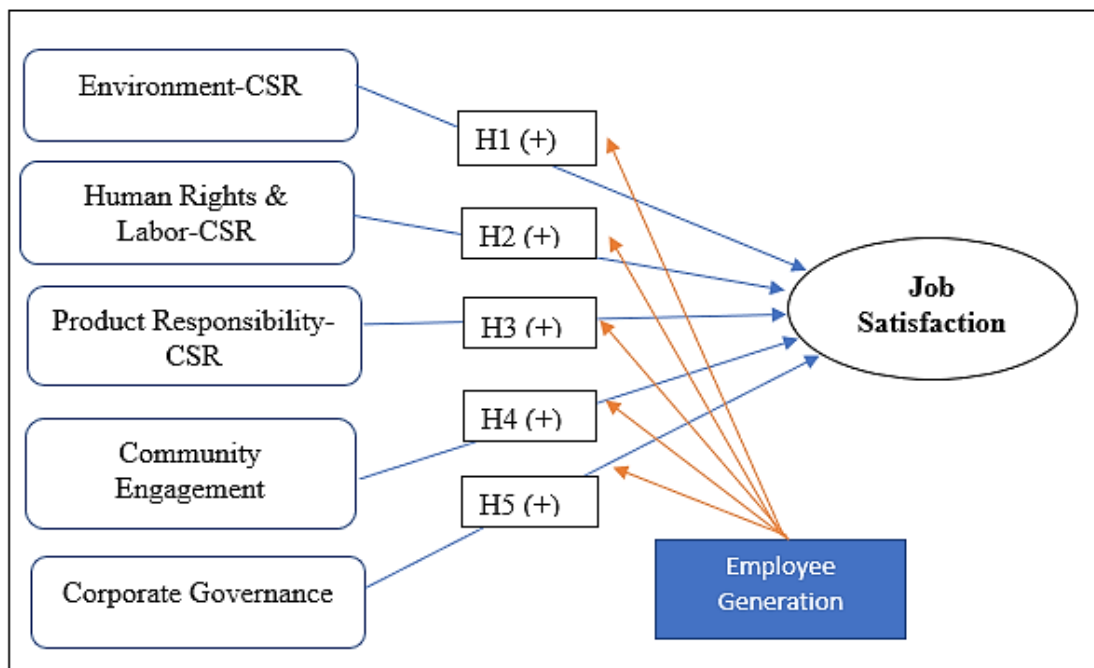 Environment-CSR
H1 (+)
Human Rights &
Labor-CSR
H2 (+)
Product Responsibility-
CSR
H3 (+)
Job
Satisfaction
Community
Engagement
H4 (+)
H5 (+)
Corporate Governance
Employee
Generation